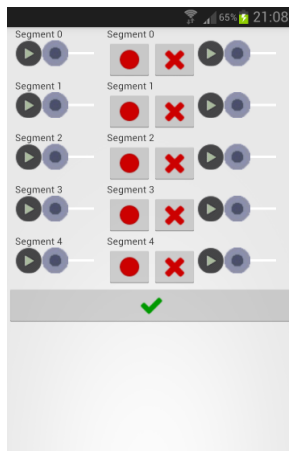 65% 21:08
Segment 0 Segment 0
Segment 1 Segment 1
Segment 2 Segment 2
Segment 3 Segment 3
Segment 4 Segment 4